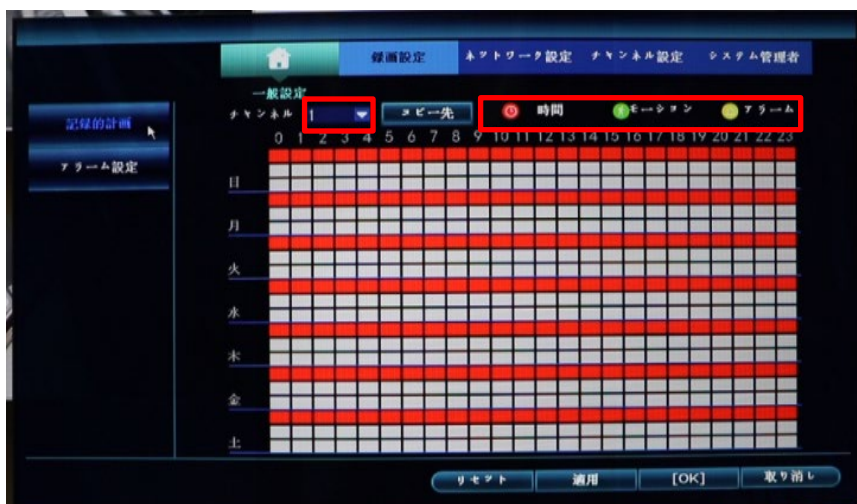 録画設定 ネットワーク設定 チャンネル設定 システム管理者
一般設定
記録的計画
アラーム設定
チャンネル 1 コピー先 時間 モーション アラーム
0 1 2 3 4 5 6 7 8 9 10 11 12 13 14 15 16 17 18 19 20 21 22 23
日
月
火
水
木
金
土
リセット 適用 [OK] 取り消し